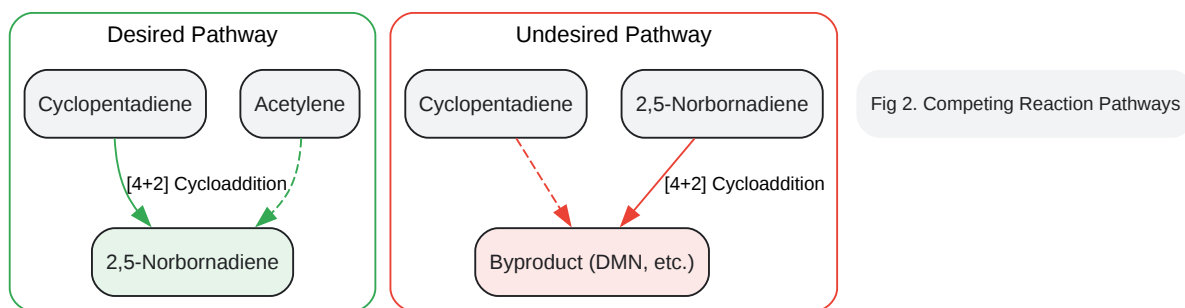 Desired Pathway
Cyclopentadiene
Acetylene
[4+2] Cycloaddition
2,5-Norbornadiene
Undesired Pathway
Cyclopentadiene
2,5-Norbornadiene
[4+2] Cycloaddition
Byproduct (DMN, etc.)
Fig 2. Competing Reaction Pathways